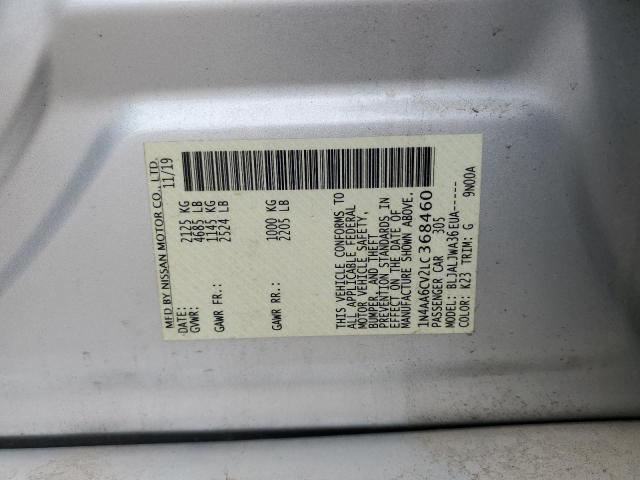 MFD BY NISSAN MOTOR CO., LTD.
DATE: 11/19
GVWR: 2125 KG
4685 LB
GAWR FR.: 1145 KG
2524 LB
GAWR RR.: 1000 KG
2205 LB
THIS VEHICLE CONFORMS TO
ALL APPLICABLE FEDERAL
MOTOR VEHICLE SAFETY,
BUMPER, AND THEFT
PREVENTION STANDARDS IN
EFFECT ON THE DATE OF
MANUFACTURE SHOWN ABOVE.
1N4AA6CV2LC368460
PASSENGER CAR 305
MODEL: BLJALJWA36EUA------
COLOR: K23 TRIM: G 9N00A